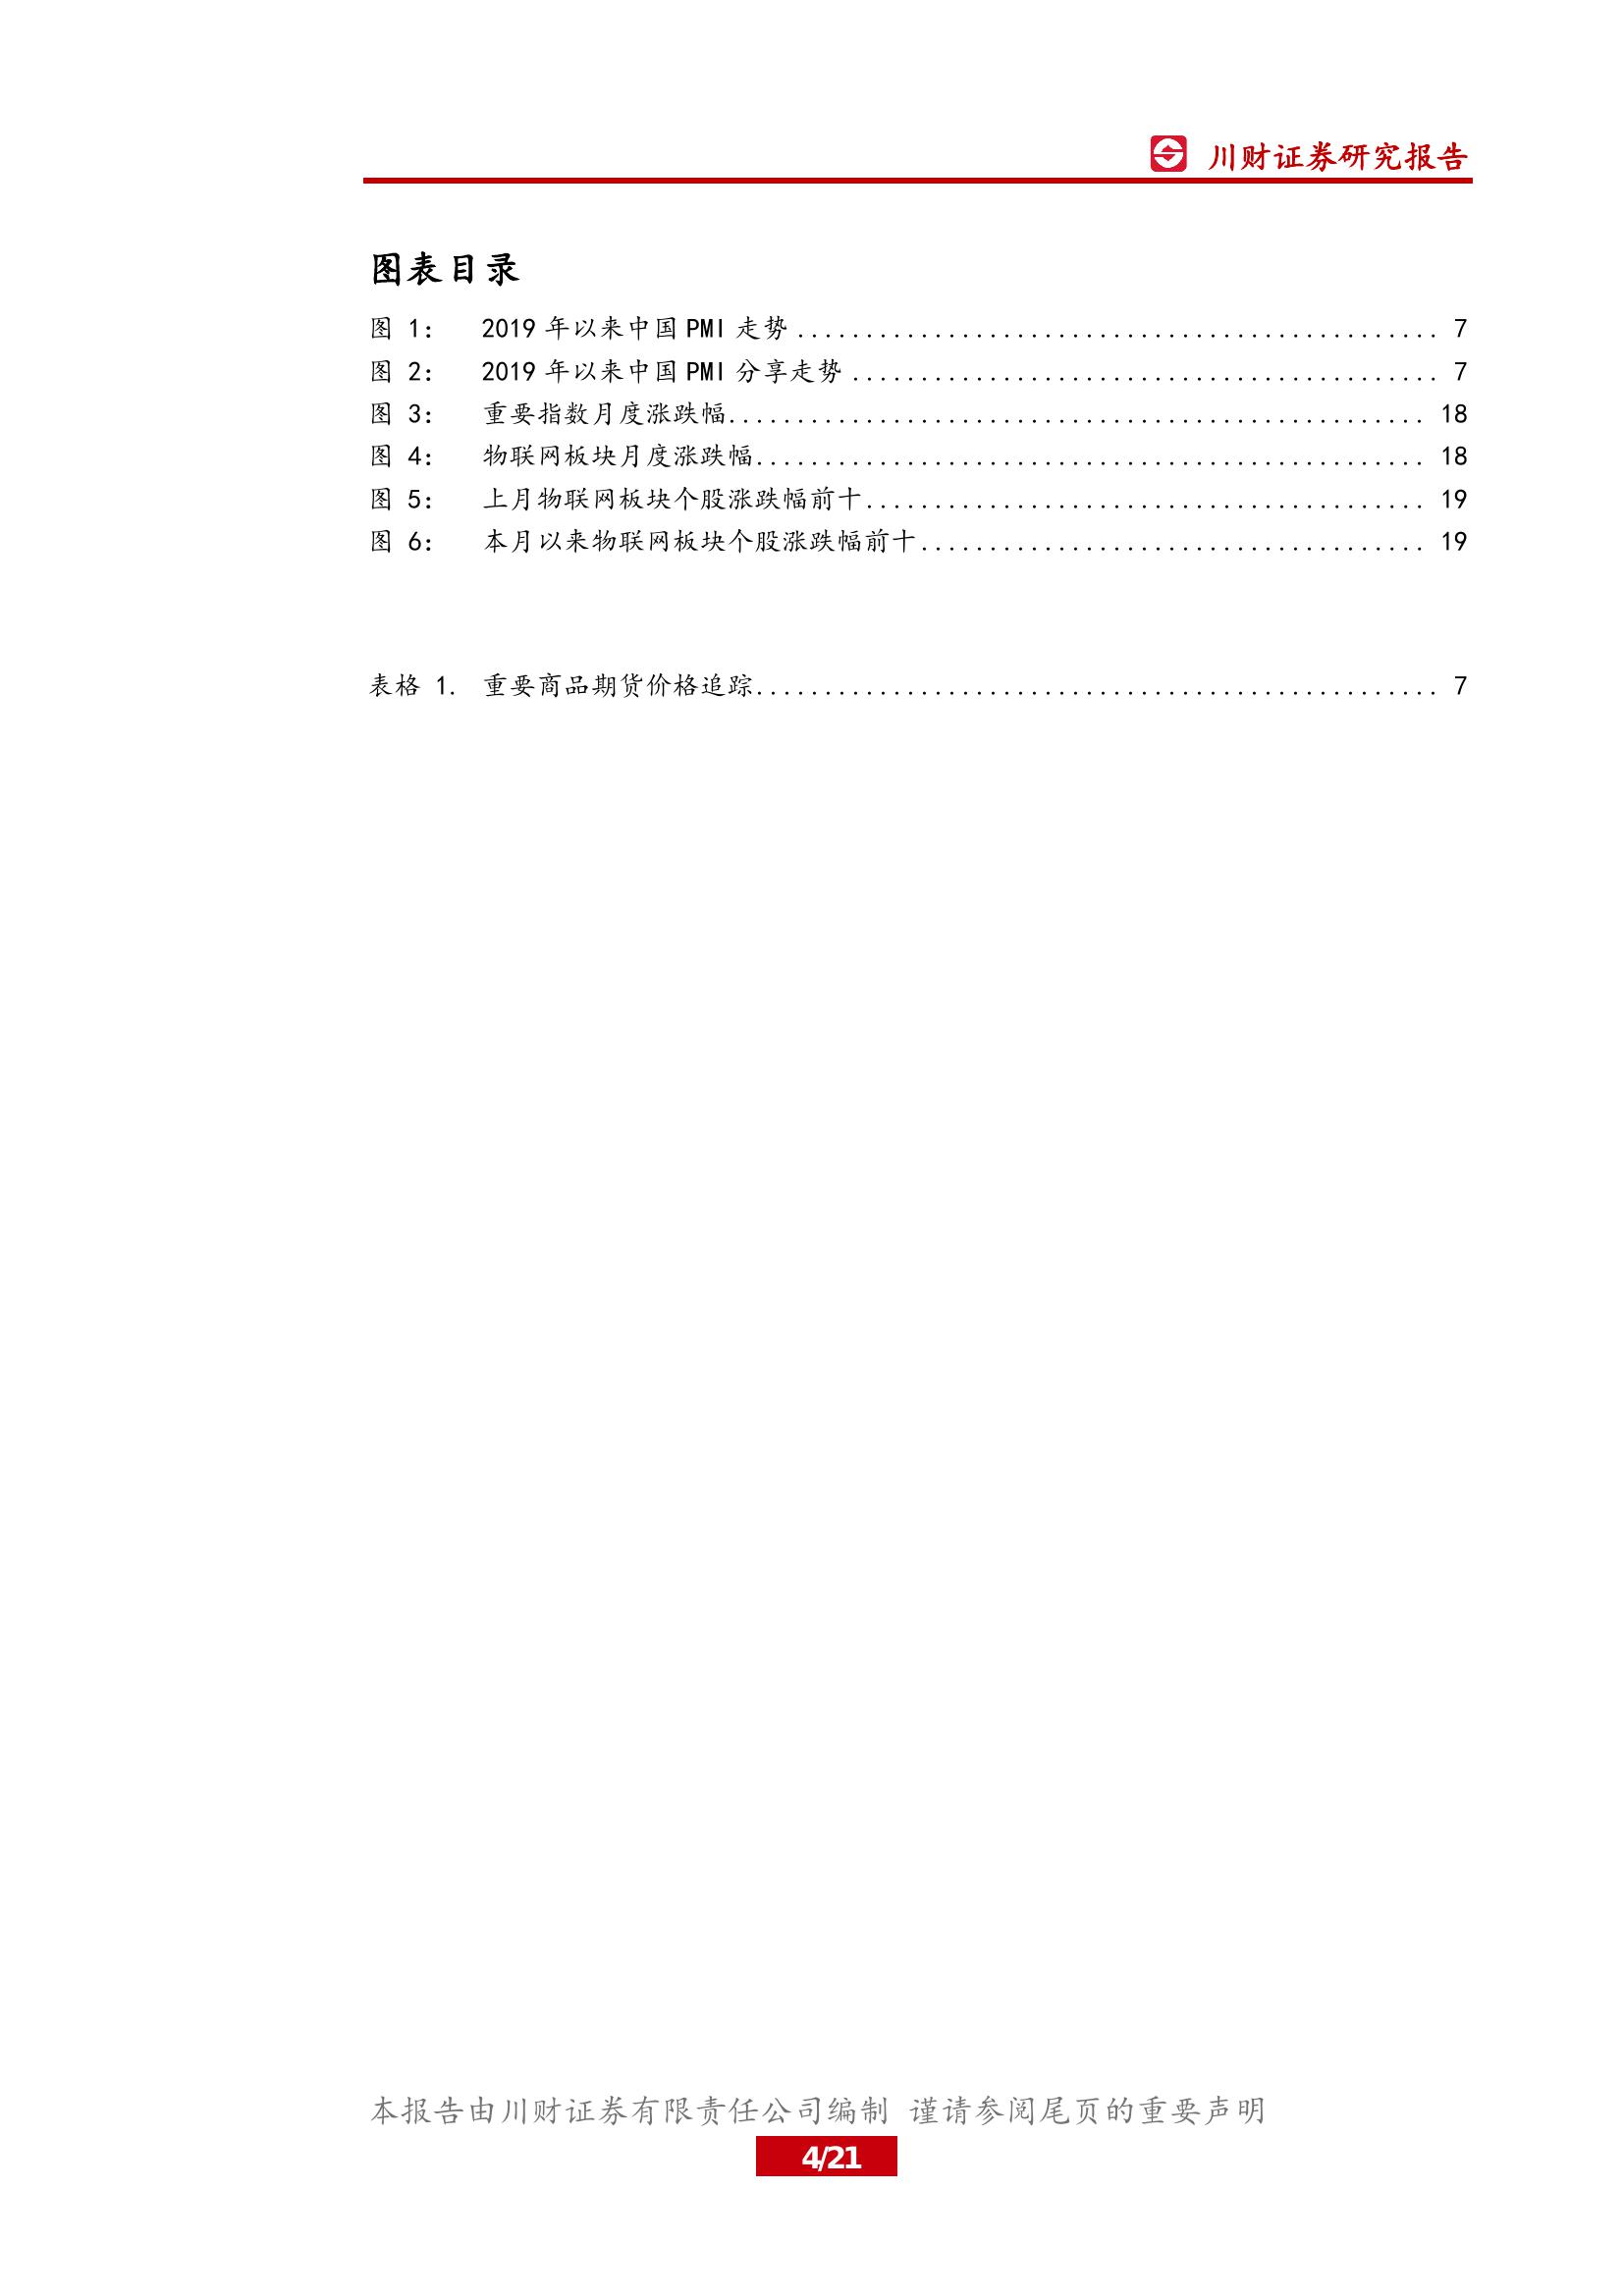 川财证券研究报告
图表目录
图 1： 2019 年以来中国 PMI 走势 ............................................... 7
图 2： 2019 年以来中国 PMI 分享走势 ........................................... 7
图 3： 重要指数月度涨跌幅................................................... 18
图 4： 物联网板块月度涨跌幅................................................. 18
图 5： 上月物联网板块个股涨跌幅前十......................................... 19
图 6： 本月以来物联网板块个股涨跌幅前十..................................... 19
表格 1. 重要商品期货价格追踪.................................................. 7
本报告由川财证券有限责任公司编制 谨请参阅尾页的重要声明
4/21